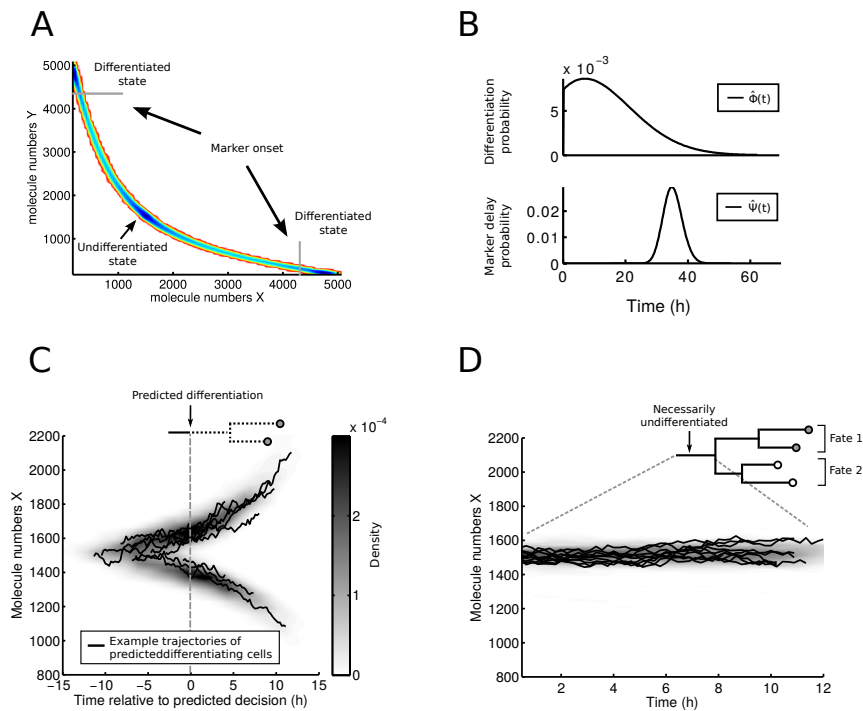 A
Differentiated
state
5000
4000
3000
2000
1000
molecule numbers Y
Marker onset
Undifferentiated
state
Differentiated
state
1000
2000
3000
4000
5000
molecule numbers X
B
x 10⁻³
5
0
Differentiation
probability
Φ̂(t)
0.02
0.01
0
Marker delay
probability
Ψ̂(t)
0
20
40
60
Time (h)
C
Predicted differentiation
2200
2000
1800
1600
1400
1200
1000
800
Molecule numbers X
Example trajectories of
predicteddifferentiating cells
−15
−10
−5
0
5
10
15
Time relative to predicted decision (h)
x 10⁻⁴
2
1
0
Density
D
Necessarily
undifferentiated
Fate 1
Fate 2
2200
2000
1800
1600
1400
1200
1000
800
Molecule numbers X
2
4
6
8
10
12
Time (h)